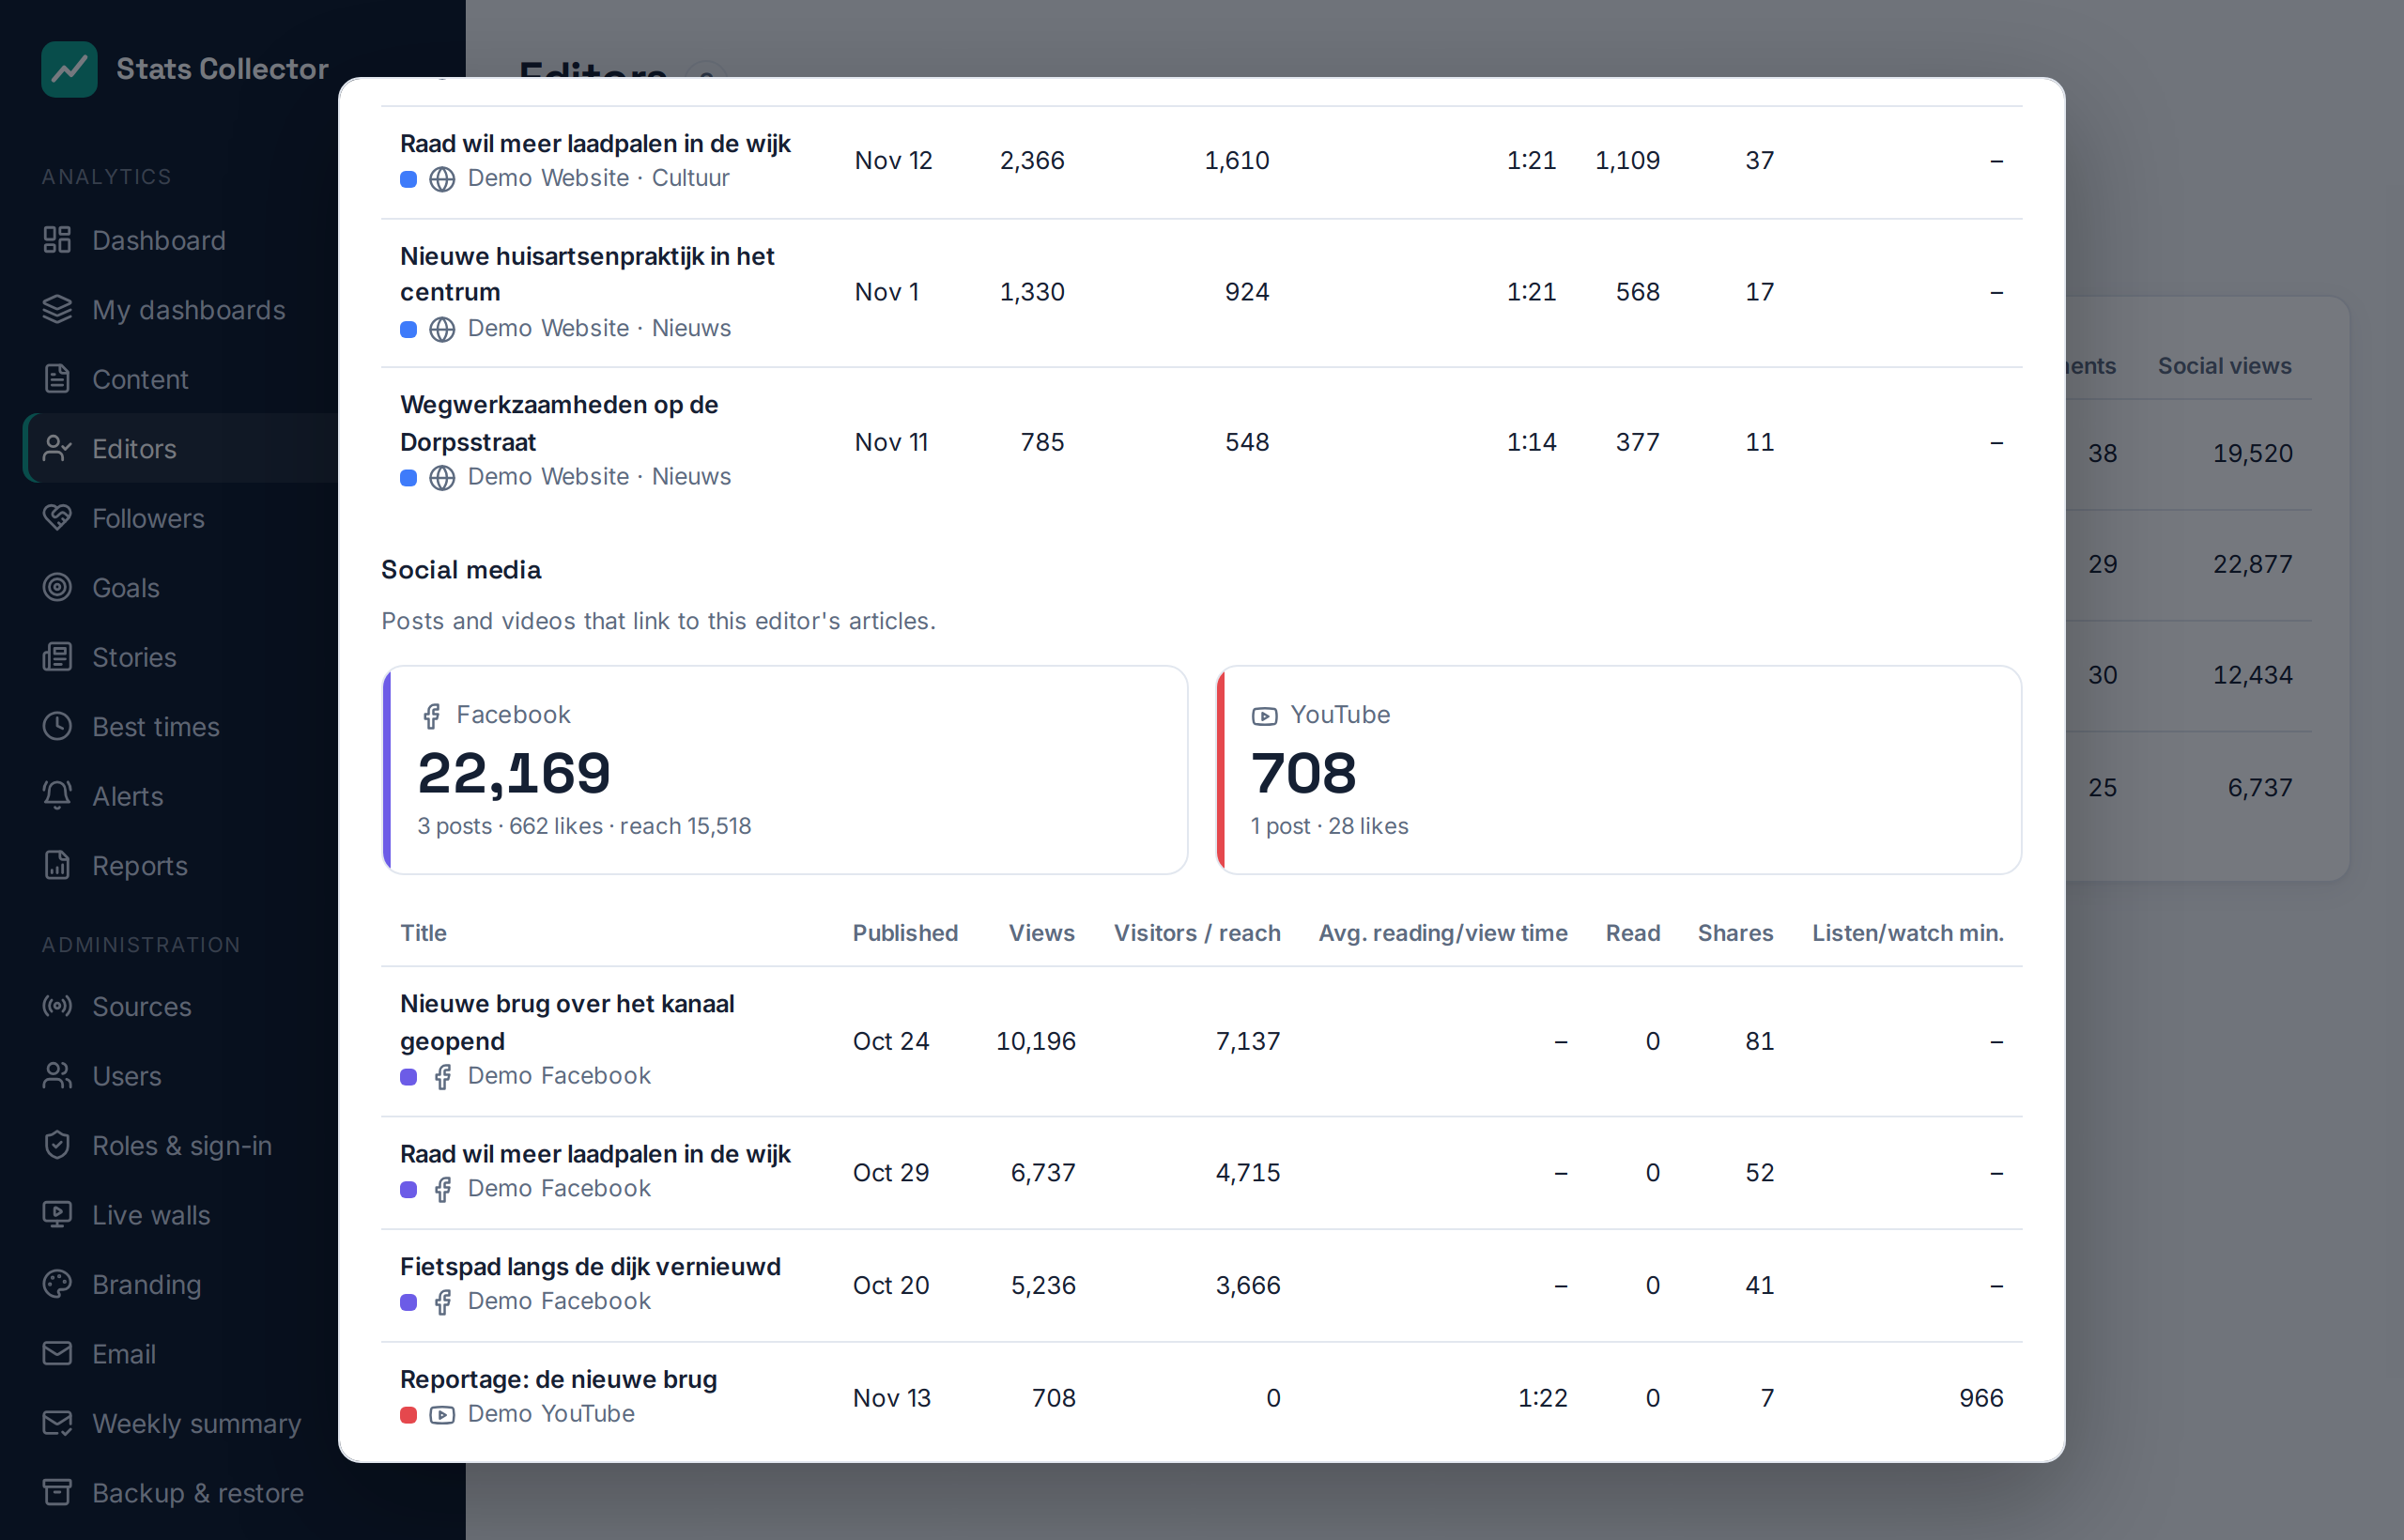 Stats Collector
Editors
ANALYTICS
Dashboard
My dashboards
Content
Editors
Followers
Goals
Stories
Best times
Alerts
Reports
ADMINISTRATION
Sources
Users
Roles & sign-in
Live walls
Branding
Email
Weekly summary
Backup & restore
Raad wil meer laadpalen in de wijk
Demo Website · Cultuur
Nov 12 2,366 1,610 1:21 1,109 37 –
Nieuwe huisartsenpraktijk in het
centrum
Demo Website · Nieuws
Nov 1 1,330 924 1:21 568 17 –
Wegwerkzaamheden op de
Dorpsstraat
Demo Website · Nieuws
Nov 11 785 548 1:14 377 11 –
Social media
Posts and videos that link to this editor's articles.
Facebook
22,169
3 posts · 662 likes · reach 15,518
YouTube
708
1 post · 28 likes
Title Published Views Visitors / reach Avg. reading/view time Read Shares Listen/watch min.
Nieuwe brug over het kanaal
geopend
Demo Facebook
Oct 24 10,196 7,137 – 0 81 –
Raad wil meer laadpalen in de wijk
Demo Facebook
Oct 29 6,737 4,715 – 0 52 –
Fietspad langs de dijk vernieuwd
Demo Facebook
Oct 20 5,236 3,666 – 0 41 –
Reportage: de nieuwe brug
Demo YouTube
Nov 13 708 0 1:22 0 7 966
Social views
38 19,520
29 22,877
30 12,434
25 6,737